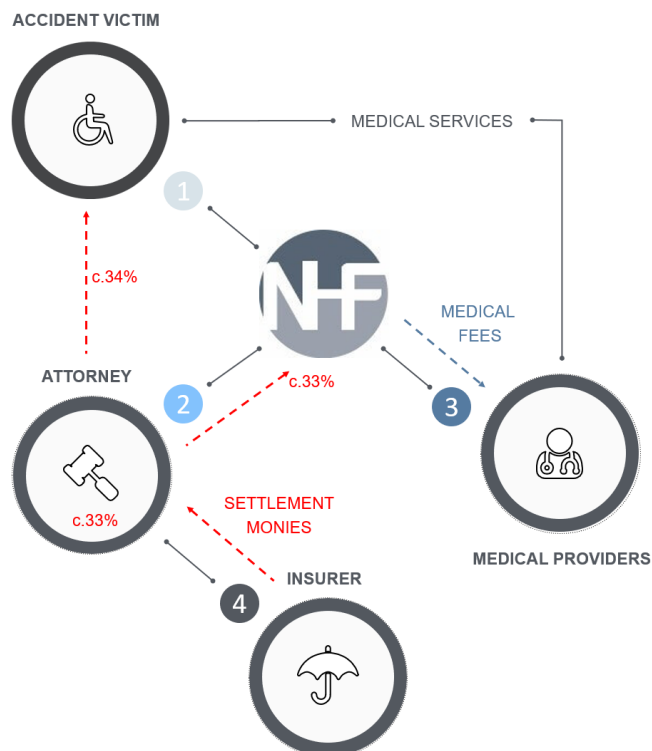 ACCIDENT VICTIM
MEDICAL SERVICES
1
c.34%
NHF
MEDICAL
FEES
ATTORNEY
c.33%
2
3
c.33%
SETTLEMENT
MONIES
MEDICAL PROVIDERS
INSURER
4